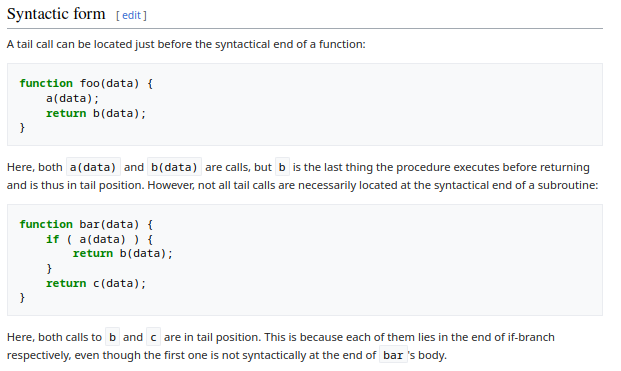 Syntactic form [ edit ]
A tail call can be located just before the syntactical end of a function:
function foo(data) {
    a(data);
    return b(data);
}
Here, both a(data) and b(data) are calls, but b is the last thing the procedure executes before returning
and is thus in tail position. However, not all tail calls are necessarily located at the syntactical end of a subroutine:
function bar(data) {
    if ( a(data) ) {
        return b(data);
    }
    return c(data);
}
Here, both calls to b and c are in tail position. This is because each of them lies in the end of if-branch
respectively, even though the first one is not syntactically at the end of bar 's body.